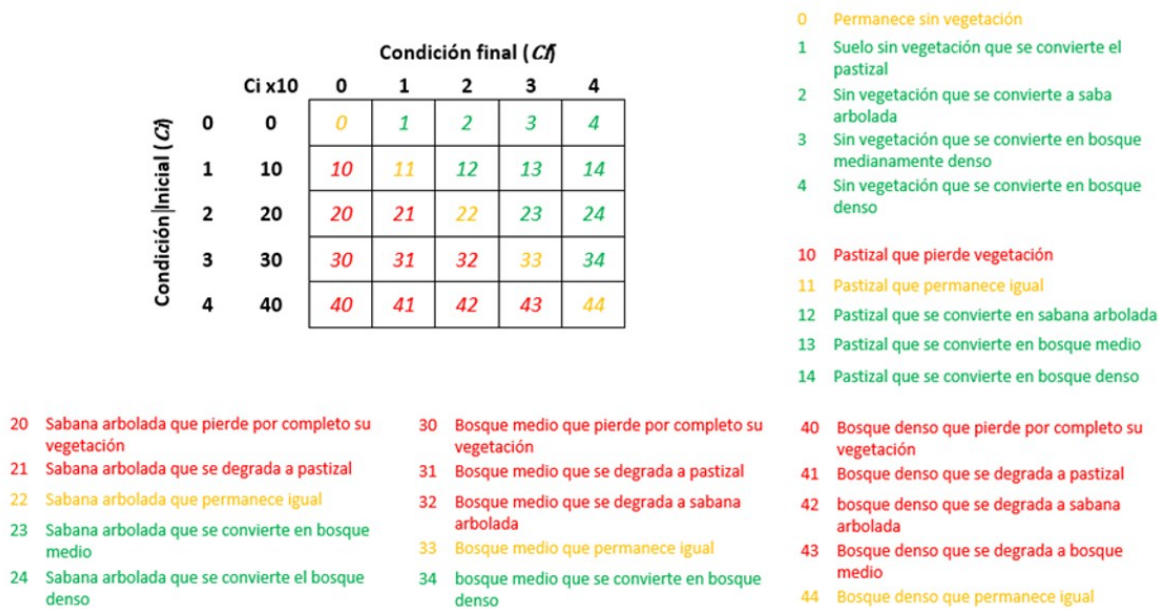 Condición final (Cf)
Ci x10 0 1 2 3 4
Condición|Inicial (Ci)
0 0 0 1 2 3 4
1 10 10 11 12 13 14
2 20 20 21 22 23 24
3 30 30 31 32 33 34
4 40 40 41 42 43 44
0 Permanece sin vegetación
1 Suelo sin vegetación que se convierte el
pastizal
2 Sin vegetación que se convierte a saba
arbolada
3 Sin vegetación que se convierte en bosque
medianamente denso
4 Sin vegetación que se convierte en bosque
denso
10 Pastizal que pierde vegetación
11 Pastizal que permanece igual
12 Pastizal que se convierte en sabana arbolada
13 Pastizal que se convierte en bosque medio
14 Pastizal que se convierte en bosque denso
20 Sabana arbolada que pierde por completo su
vegetación
21 Sabana arbolada que se degrada a pastizal
22 Sabana arbolada que permanece igual
23 Sabana arbolada que se convierte en bosque
medio
24 Sabana arbolada que se convierte el bosque
denso
30 Bosque medio que pierde por completo su
vegetación
31 Bosque medio que se degrada a pastizal
32 Bosque medio que se degrada a sabana
arbolada
33 Bosque medio que permanece igual
34 bosque medio que se convierte en bosque
denso
40 Bosque denso que pierde por completo su
vegetación
41 Bosque denso que se degrada a pastizal
42 bosque denso que se degrada a sabana
arbolada
43 Bosque denso que se degrada a bosque
medio
44 Bosque denso que permanece igual